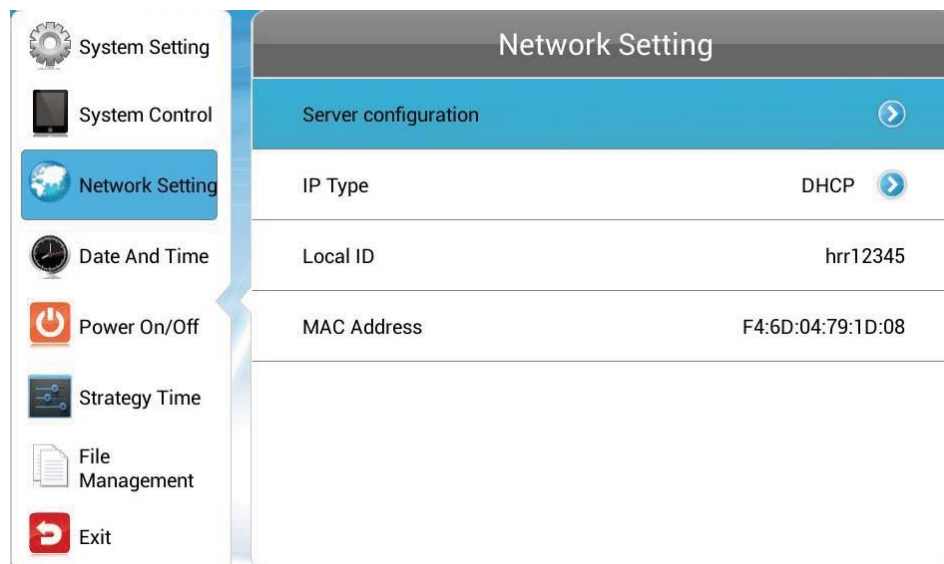 System Setting
System Control
Network Setting
Date And Time
Power On/Off
Strategy Time
File
Management
Exit
Network Setting
Server configuration
IP Type DHCP
Local ID hrr12345
MAC Address F4:6D:04:79:1D:08